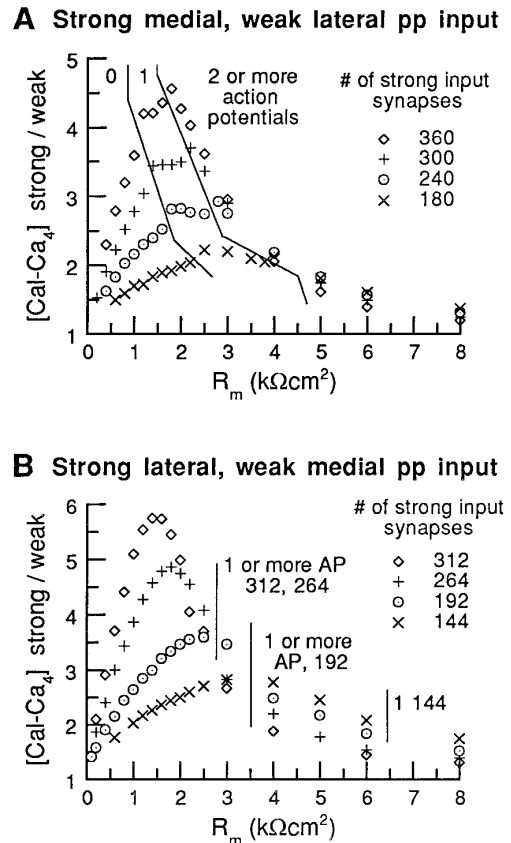 A Strong medial, weak lateral pp input
[Cal-Ca4] strong / weak
5
4
3
2
1
0 1 2 or more
action
potentials
# of strong input
synapses
360
300
240
180
0 1 2 3 4 5 6 7 8
Rm (kΩcm2)
B Strong lateral, weak medial pp input
[Cal-Ca4] strong / weak
6
5
4
3
2
1
# of strong input
synapses
312
264
192
144
1 or more AP
312, 264
1 or more
AP, 192
1 144
0 1 2 3 4 5 6 7 8
Rm (kΩcm2)